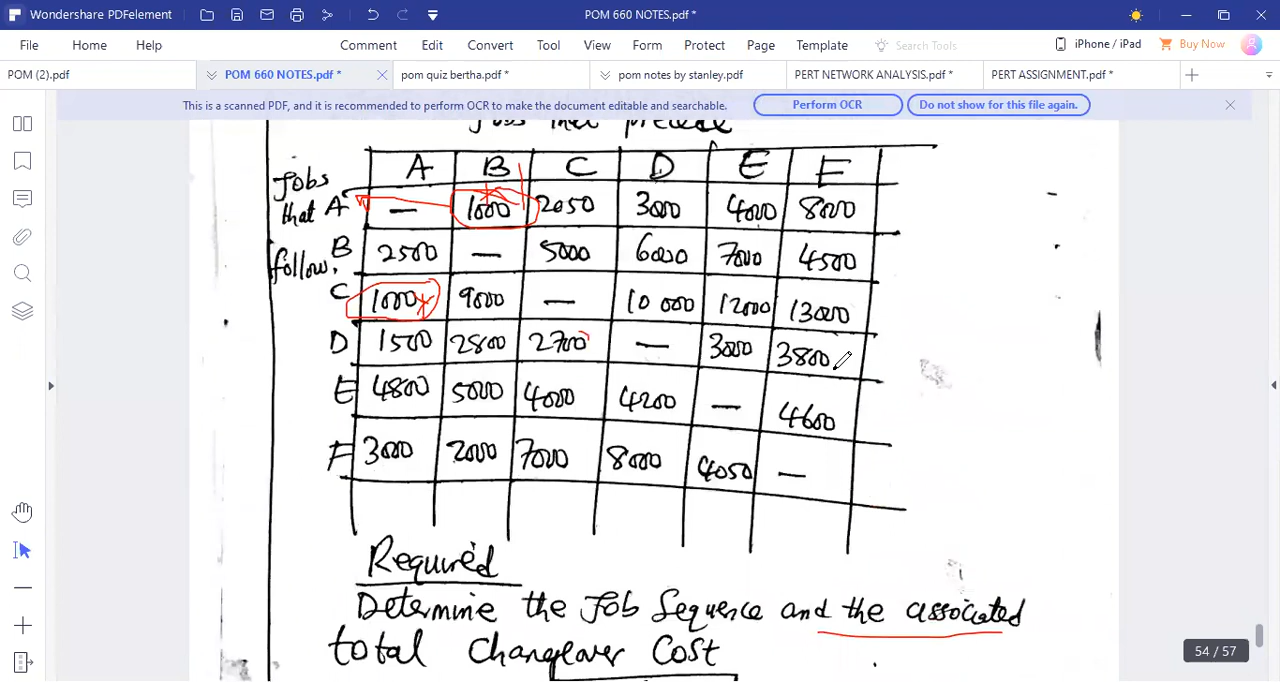 Wondershare PDFelement
POM 660 NOTES.pdf *
File Home Help Comment Edit Convert Tool View Form Protect Page Template Search Tools iPhone / iPad Buy Now
POM (2).pdf POM 660 NOTES.pdf * pom quiz bertha.pdf * pom notes by stanley.pdf PERT NETWORK ANALYSIS.pdf * PERT ASSIGNMENT.pdf *
This is a scanned PDF, and it is recommended to perform OCR to make the document editable and searchable. Perform OCR Do not show for this file again.
Jobs that precede
Jobs that follow.
A B C D E F
A — 1000 2050 3000 4000 8000
B 2500 — 5000 6000 7000 4500
C 1000 9000 — 10 000 12000 13000
D 1500 2800 2700 — 3000 3800
E 4800 5000 4000 4200 — 4600
F 3000 2000 7000 8000 4050 —
Required
Determine the Job Sequence and the associated
total Changeover Cost
54 / 57